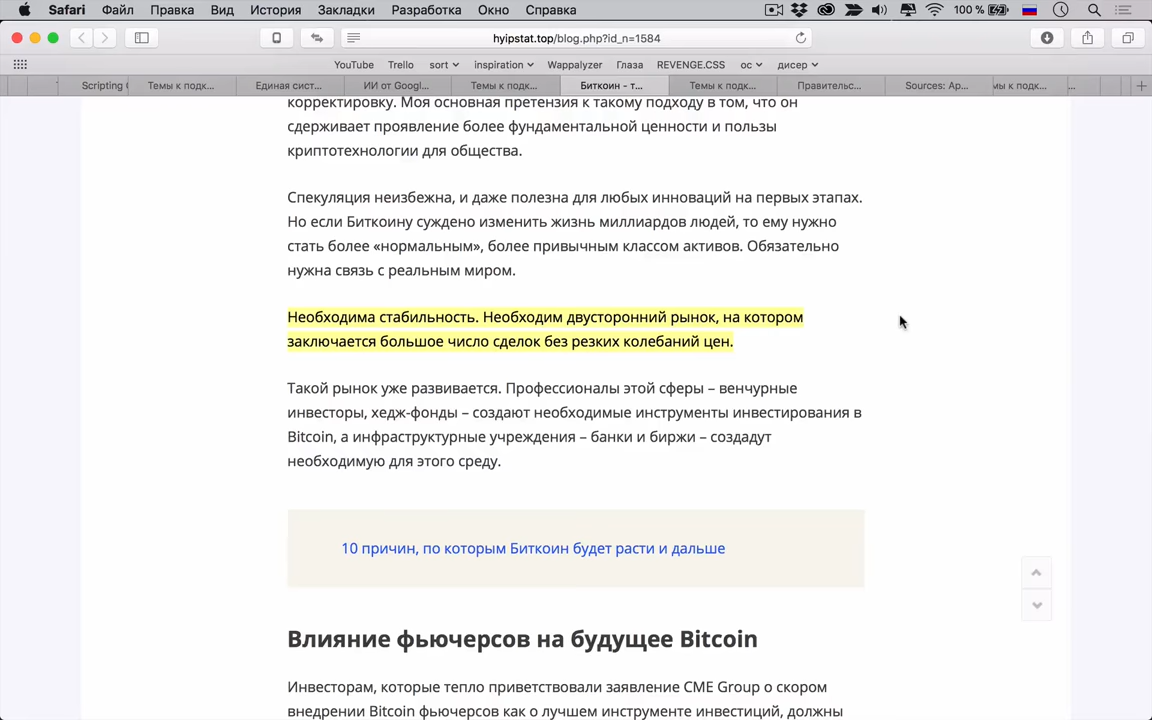 Safari Файл Правка Вид История Закладки Разработка Окно Справка 100 %
hyipstat.top/blog.php?id_n=1584
YouTube Trello sort inspiration Wappalyzer Глаза REVENGE.CSS ос дисер
Scripting Темы к подк... Единая сист... ИИ от Googl... Темы к подк... Биткоин - т... Темы к подк... Правительс... Sources: Ap... мы к подк... ...
корректировку. Моя основная претензия к такому подходу в том, что он
сдерживает проявление более фундаментальной ценности и пользы
криптотехнологии для общества.
Спекуляция неизбежна, и даже полезна для любых инноваций на первых этапах.
Но если Биткоину суждено изменить жизнь миллиардов людей, то ему нужно
стать более «нормальным», более привычным классом активов. Обязательно
нужна связь с реальным миром.
Необходима стабильность. Необходим двусторонний рынок, на котором
заключается большое число сделок без резких колебаний цен.
Такой рынок уже развивается. Профессионалы этой сферы – венчурные
инвесторы, хедж-фонды – создают необходимые инструменты инвестирования в
Bitcoin, а инфраструктурные учреждения – банки и биржи – создадут
необходимую для этого среду.
10 причин, по которым Биткоин будет расти и дальше
Влияние фьючерсов на будущее Bitcoin
Инвесторам, которые тепло приветствовали заявление CME Group о скором
внедрении Bitcoin фьючерсов как о лучшем инструменте инвестиций, должны